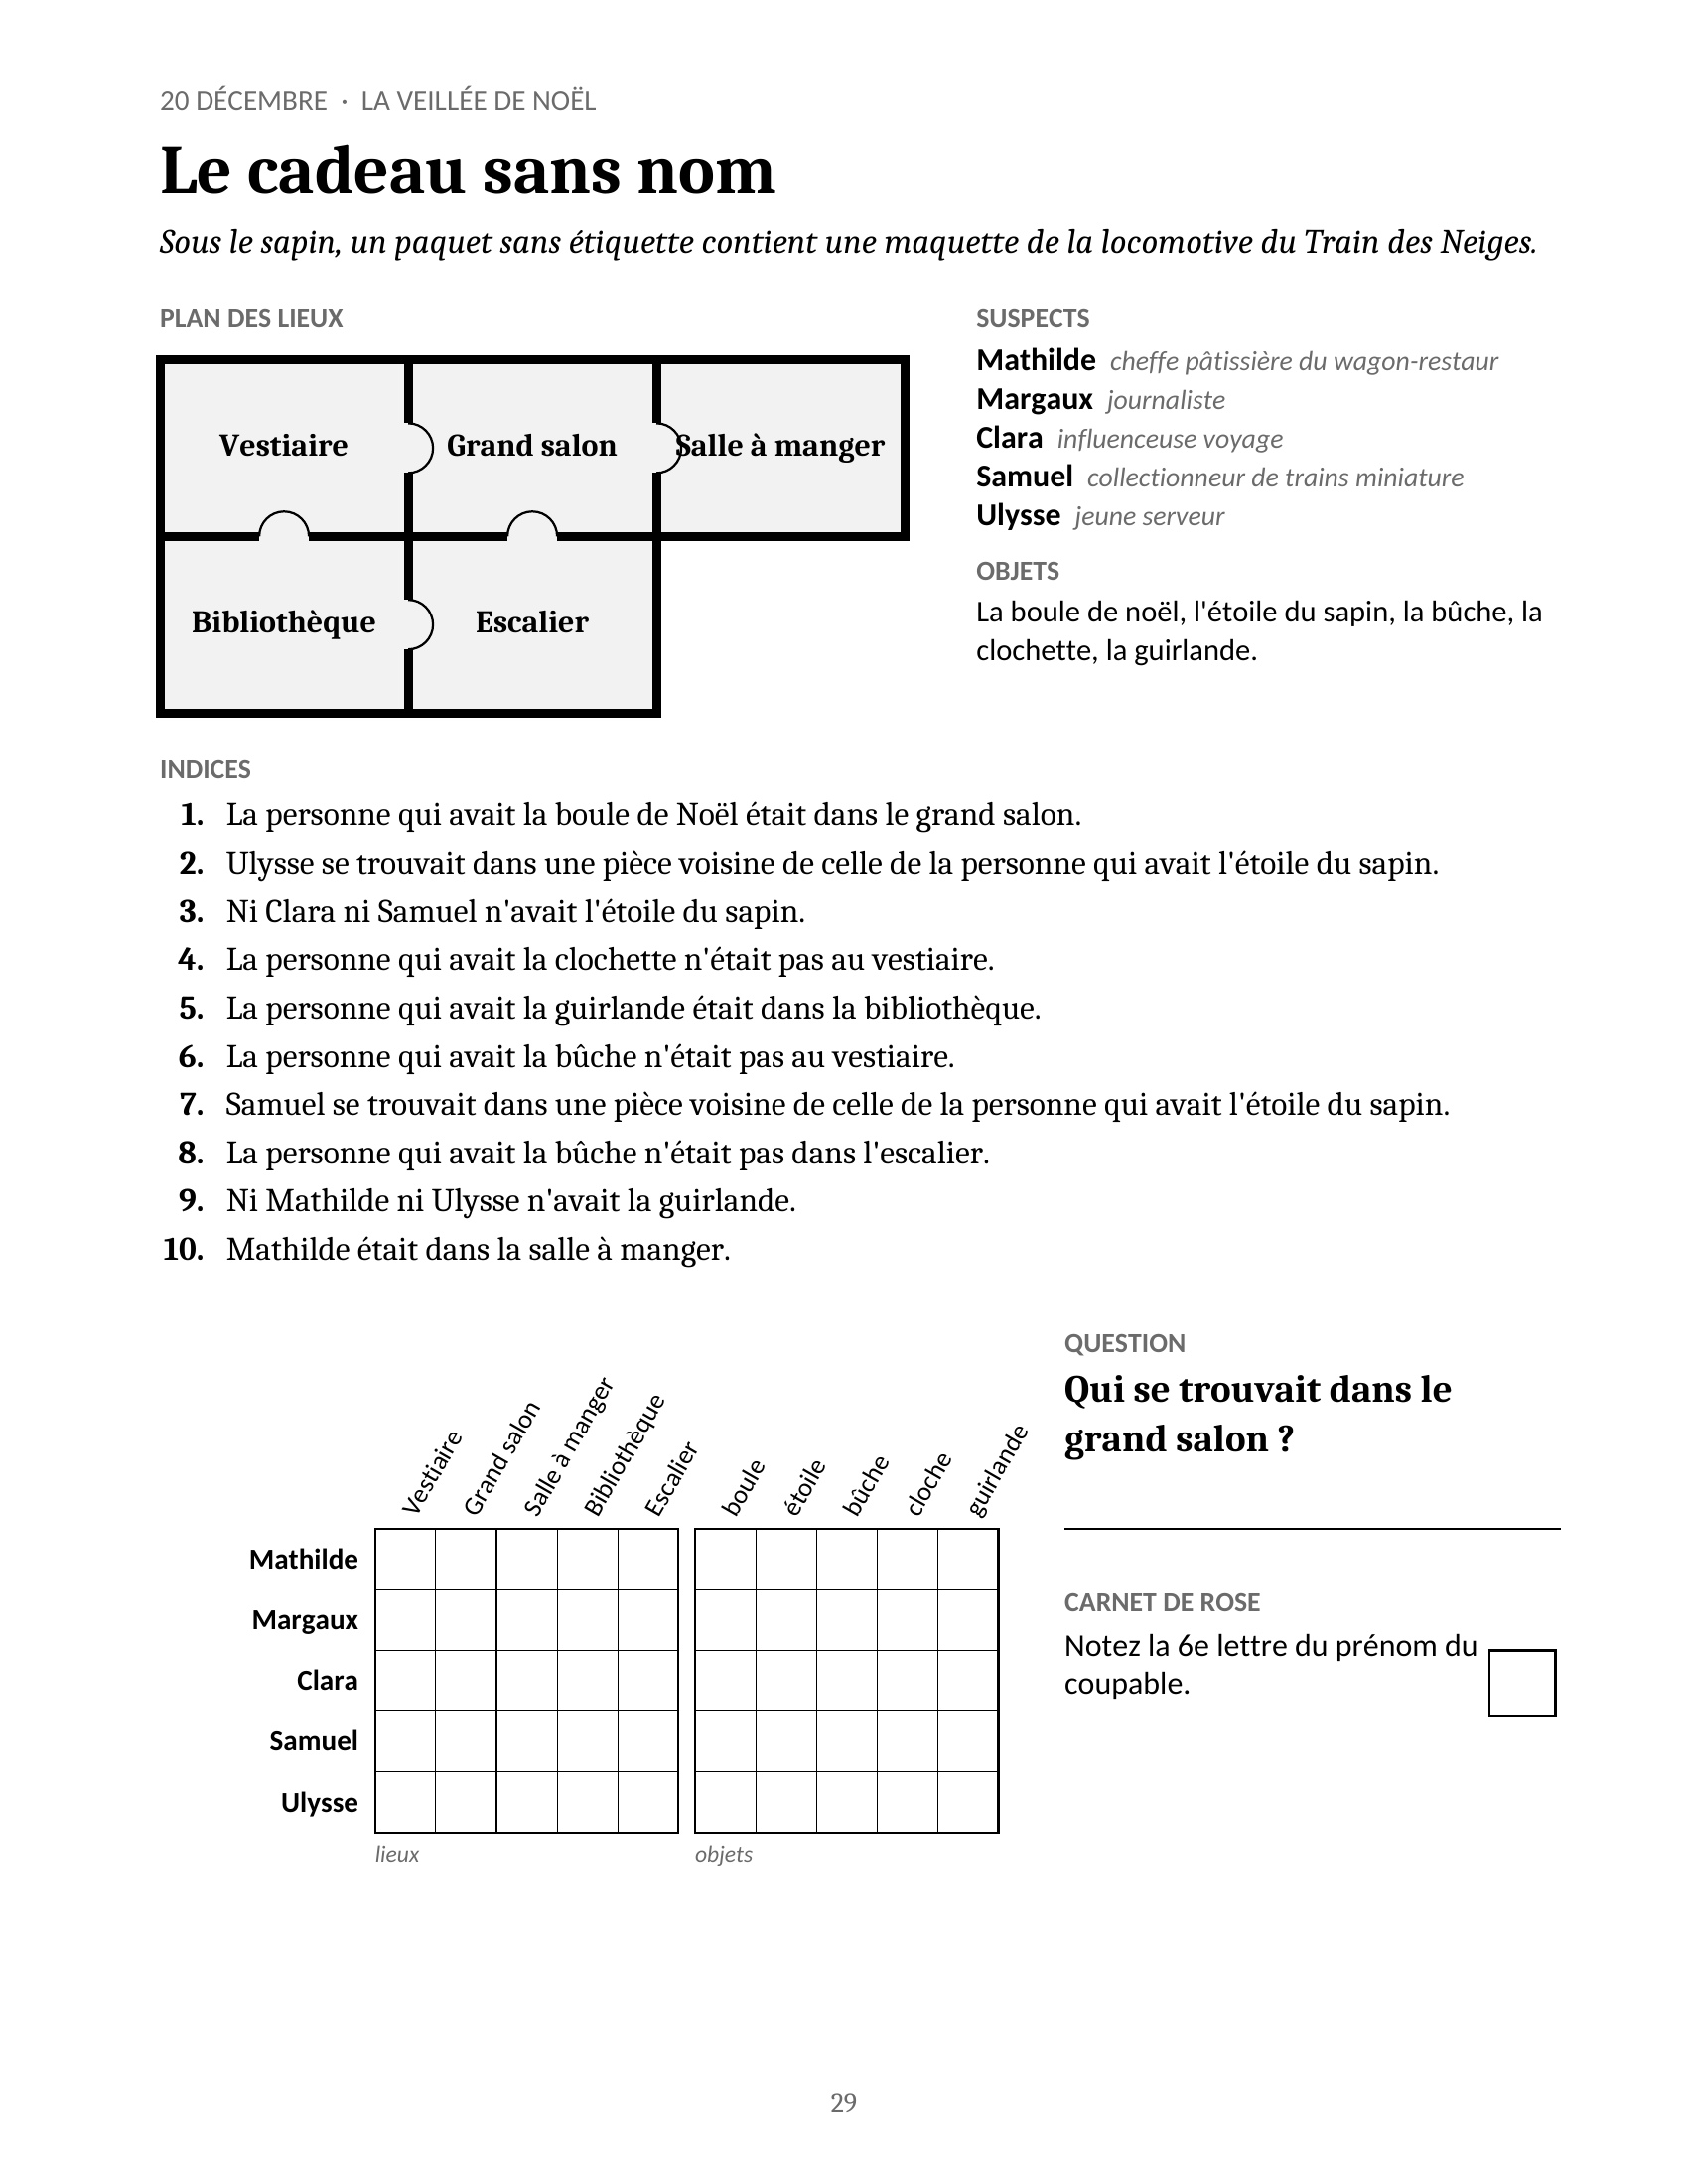 20 DÉCEMBRE · LA VEILLÉE DE NOËL
Le cadeau sans nom
Sous le sapin, un paquet sans étiquette contient une maquette de la locomotive du Train des Neiges.
PLAN DES LIEUX
Vestiaire
Grand salon
Salle à manger
Bibliothèque
Escalier
SUSPECTS
Mathilde cheffe pâtissière du wagon-restaur
Margaux journaliste
Clara influenceuse voyage
Samuel collectionneur de trains miniature
Ulysse jeune serveur
OBJETS
La boule de noël, l'étoile du sapin, la bûche, la
clochette, la guirlande.
INDICES
1. La personne qui avait la boule de Noël était dans le grand salon.
2. Ulysse se trouvait dans une pièce voisine de celle de la personne qui avait l'étoile du sapin.
3. Ni Clara ni Samuel n'avait l'étoile du sapin.
4. La personne qui avait la clochette n'était pas au vestiaire.
5. La personne qui avait la guirlande était dans la bibliothèque.
6. La personne qui avait la bûche n'était pas au vestiaire.
7. Samuel se trouvait dans une pièce voisine de celle de la personne qui avait l'étoile du sapin.
8. La personne qui avait la bûche n'était pas dans l'escalier.
9. Ni Mathilde ni Ulysse n'avait la guirlande.
10. Mathilde était dans la salle à manger.
Vestiaire
Grand salon
Salle à manger
Bibliothèque
Escalier
boule
étoile
bûche
cloche
guirlande
Mathilde
Margaux
Clara
Samuel
Ulysse
lieux
objets
QUESTION
Qui se trouvait dans le
grand salon ?
CARNET DE ROSE
Notez la 6e lettre du prénom du
coupable.
29